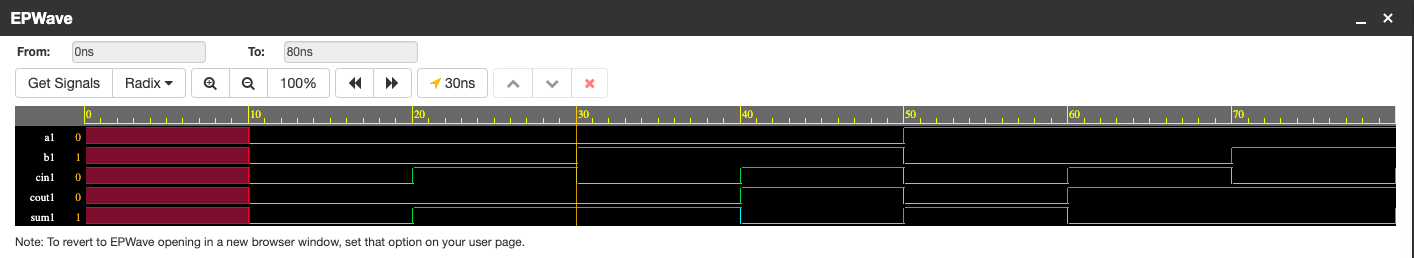 EPWave
From: 0ns To: 80ns
Get Signals Radix 100% 30ns
0 10 20 30 40 50 60 70
a1 0
b1 1
cin1 0
cout1 0
sum1 1
Note: To revert to EPWave opening in a new browser window, set that option on your user page.